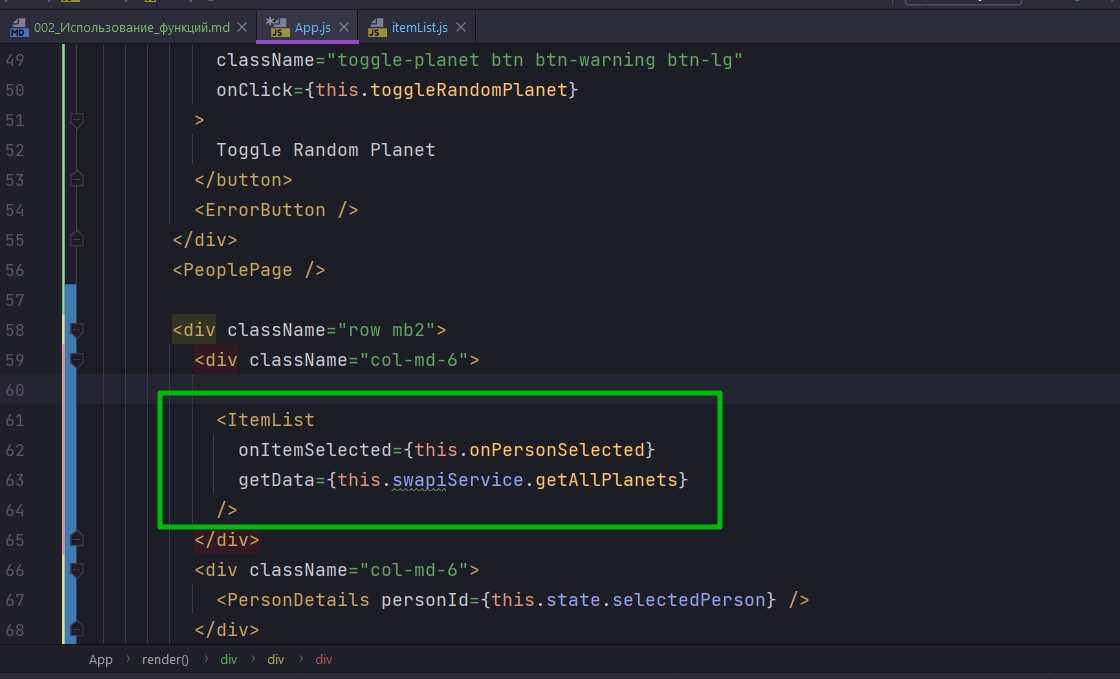 002_Использование_функций.md App.js itemList.js
49 className="toggle-planet btn btn-warning btn-lg"
50 onClick={this.toggleRandomPlanet}
51 >
52 Toggle Random Planet
53 </button>
54 <ErrorButton />
55 </div>
56 <PeoplePage />
57
58 <div className="row mb2">
59 <div className="col-md-6">
60
61 <ItemList
62 onItemSelected={this.onPersonSelected}
63 getData={this.swapiService.getAllPlanets}
64 />
65 </div>
66 <div className="col-md-6">
67 <PersonDetails personId={this.state.selectedPerson} />
68 </div>
App › render() › div › div › div